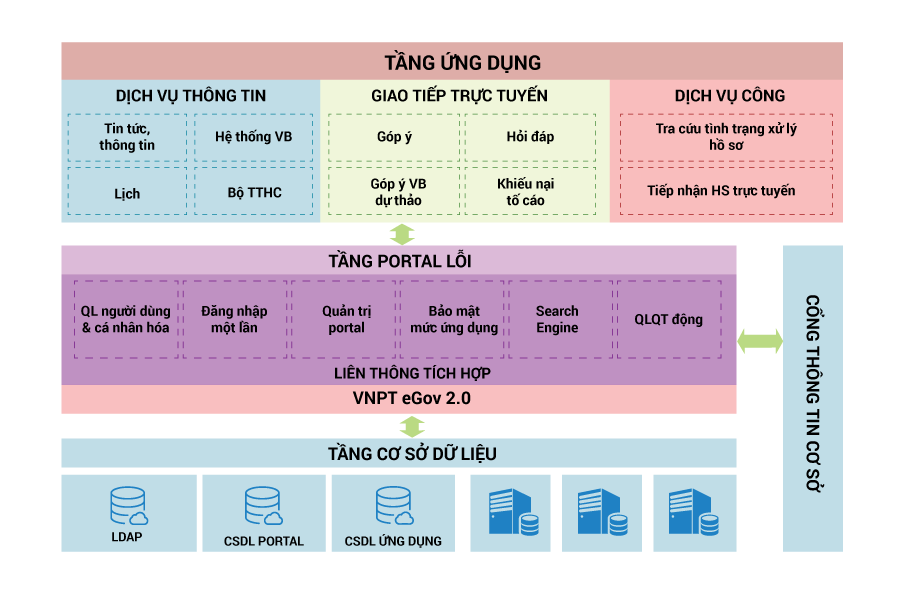 TẦNG ỨNG DỤNG
DỊCH VỤ THÔNG TIN
Tin tức,
thông tin
Hệ thống VB
Lịch
Bộ TTHC
GIAO TIẾP TRỰC TUYẾN
Góp ý
Hỏi đáp
Góp ý VB
dự thảo
Khiếu nại
tố cáo
DỊCH VỤ CÔNG
Tra cứu tình trạng xử lý
hồ sơ
Tiếp nhận HS trực tuyến
TẦNG PORTAL LỖI
QL người dùng
& cá nhân hóa
Đăng nhập
một lần
Quản trị
portal
Bảo mật
mức ứng dụng
Search
Engine
QLQT động
LIÊN THÔNG TÍCH HỢP
VNPT eGov 2.0
CỔNG THÔNG TIN CƠ SỞ
TẦNG CƠ SỞ DỮ LIỆU
LDAP
CSDL PORTAL
CSDL ỨNG DỤNG